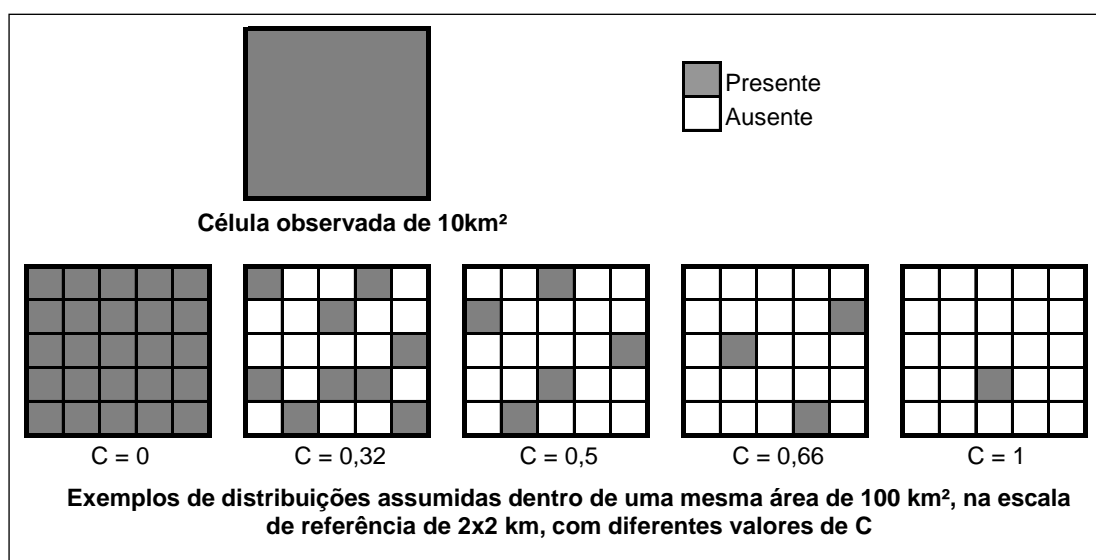 Presente
Ausente
Célula observada de 10km²
C = 0
C = 0,32
C = 0,5
C = 0,66
C = 1
Exemplos de distribuições assumidas dentro de uma mesma área de 100 km², na escala
de referência de 2x2 km, com diferentes valores de C